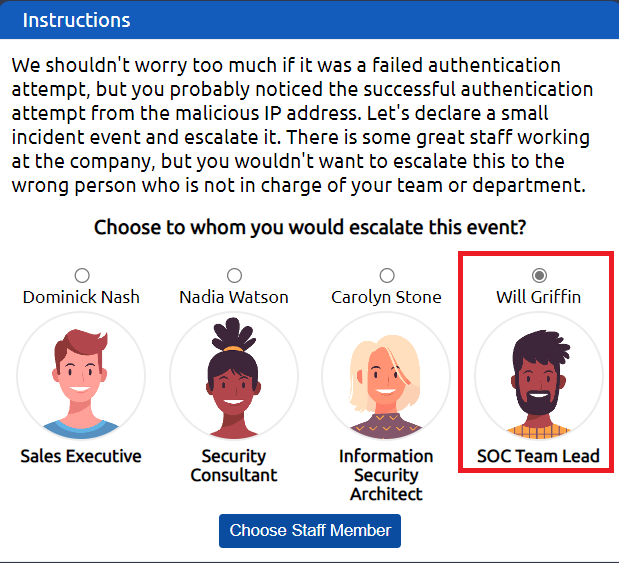 Instructions
We shouldn't worry too much if it was a failed authentication
attempt, but you probably noticed the successful authentication
attempt from the malicious IP address. Let's declare a small
incident event and escalate it. There is some great staff working
at the company, but you wouldn't want to escalate this to the
wrong person who is not in charge of your team or department.
Choose to whom you would escalate this event?
Dominick Nash
Nadia Watson
Carolyn Stone
Will Griffin
Sales Executive
Security
Consultant
Information
Security
Architect
SOC Team Lead
Choose Staff Member